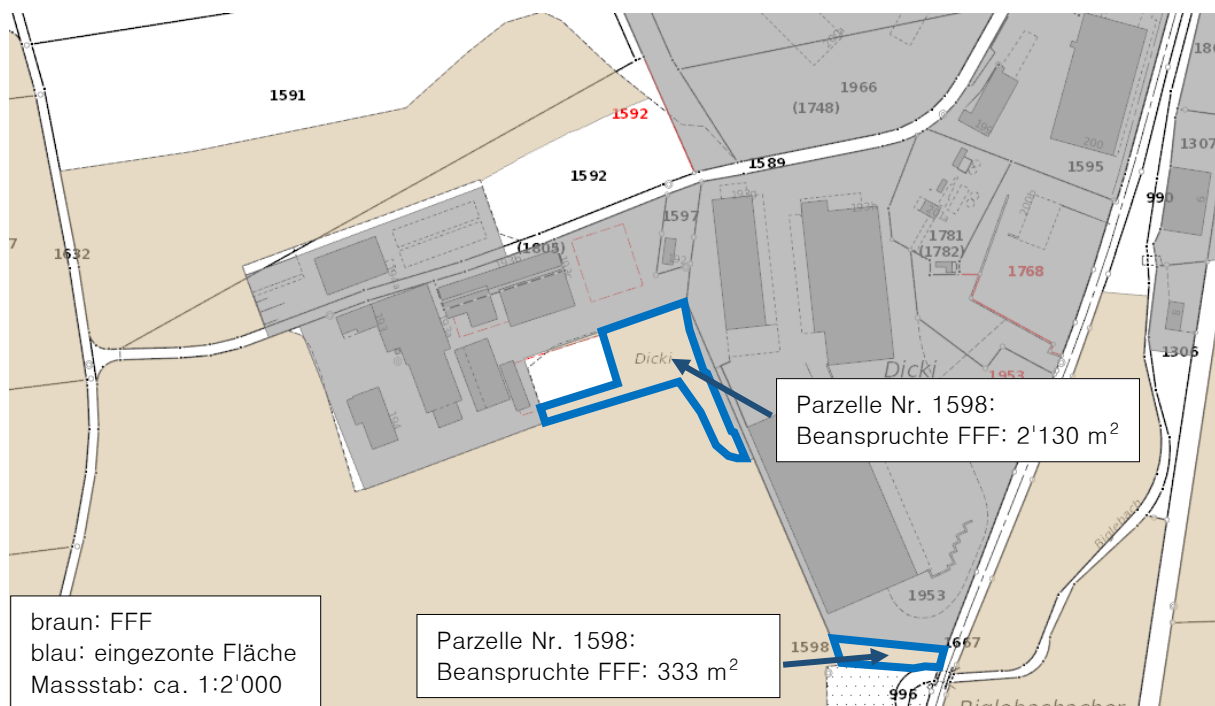 1591
1592
1592
1966
(1748)
1589
1595
1307
990
1597
1781
(1782)
1768
(1805)
1632
Dicki
Dicki
1953
1305
Parzelle Nr. 1598:
Beanspruchte FFF: 2'130 m²
Biglebach
1953
braun: FFF
blau: eingezonte Fläche
Massstab: ca. 1:2'000
Parzelle Nr. 1598:
Beanspruchte FFF: 333 m²
1598
1667
996